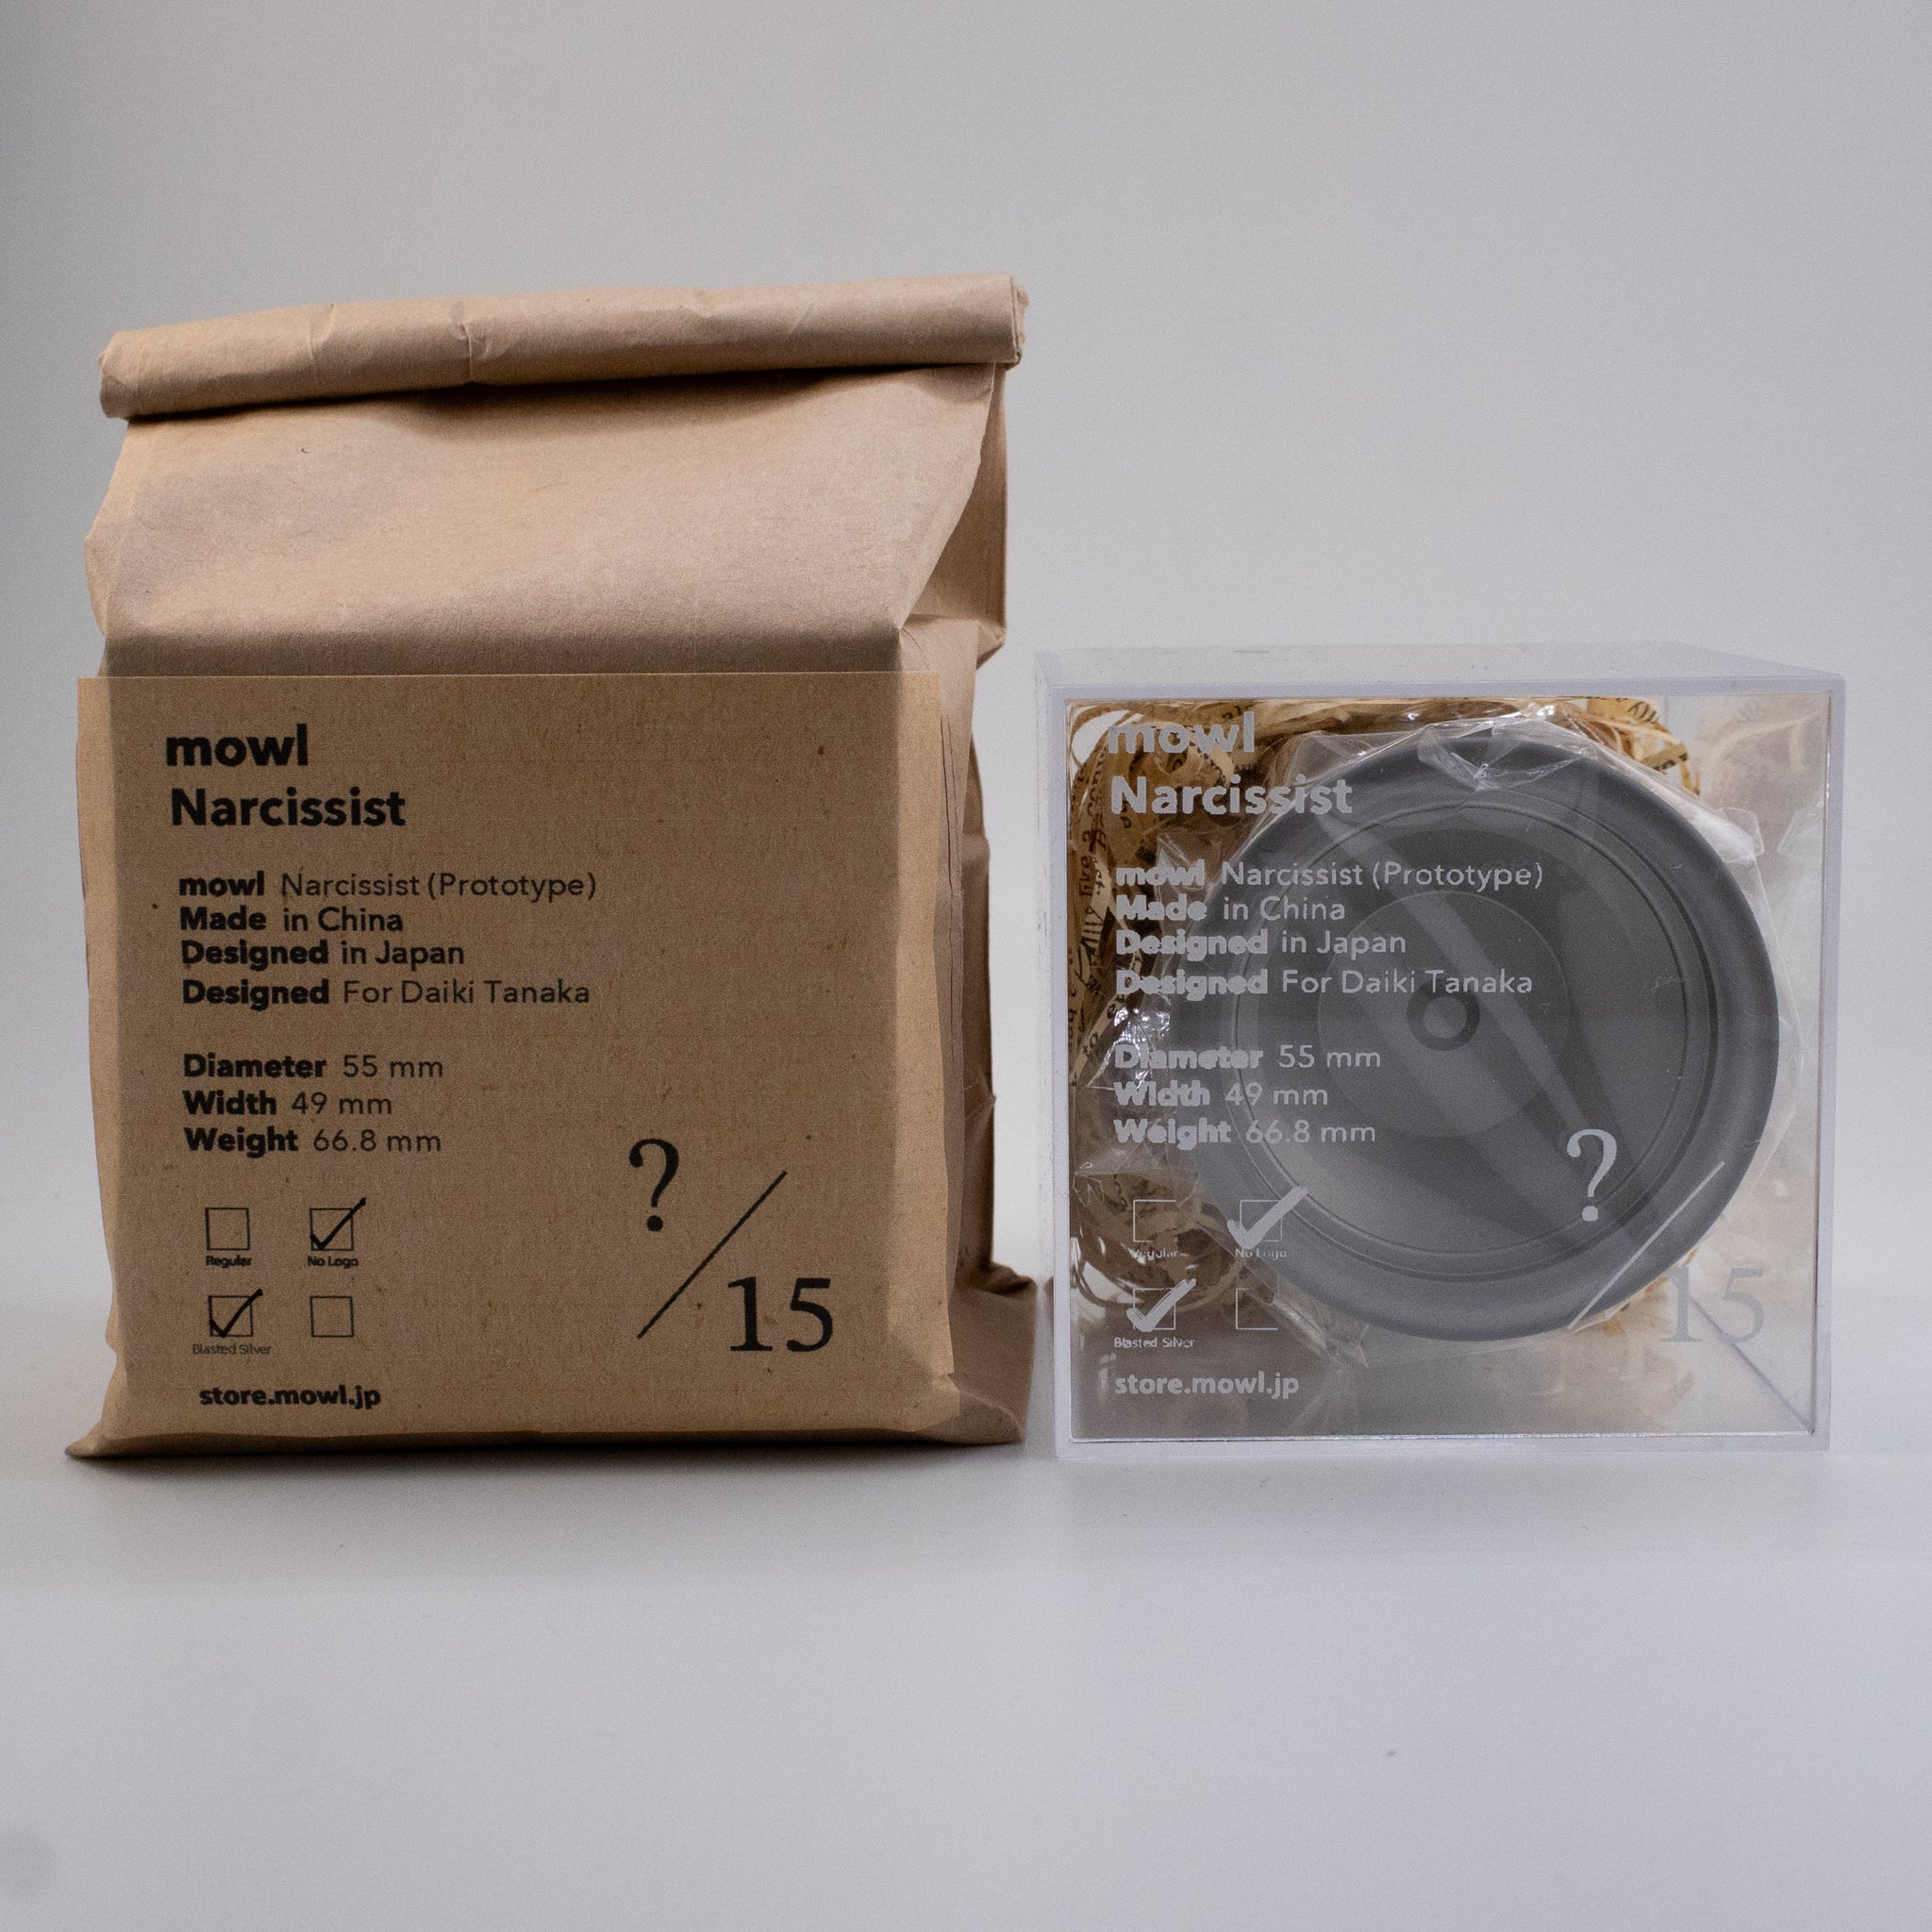 mowl
Narcissist
mowl Narcissist (Prototype)
Made in China
Designed in Japan
Designed For Daiki Tanaka
Diameter 55 mm
Width 49 mm
Weight 66.8 mm
Regular No Logo
Blasted Silver
?/15
store.mowl.jp
mowl
Narcissist
mowl Narcissist (Prototype)
Made in China
Designed in Japan
Designed For Daiki Tanaka
Diameter 55 mm
Width 49 mm
Weight 66.8 mm
Regular No Logo
Blasted Silver
?/15
store.mowl.jp